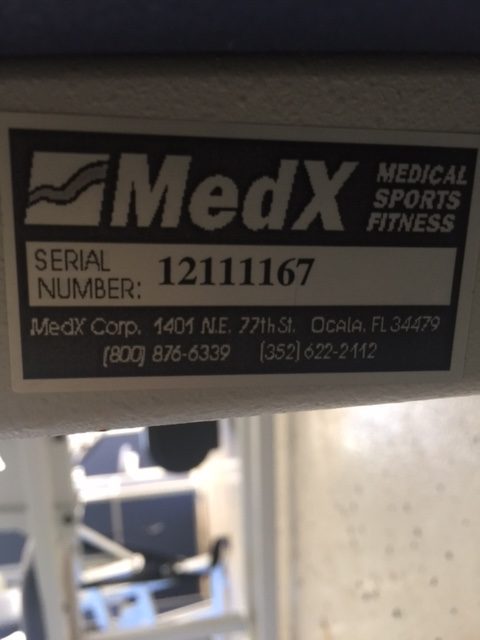 MedX
MEDICAL
SPORTS
FITNESS
SERIAL
NUMBER: 12111167
MedX Corp. 1401 N.E. 77th St. Ocala, FL 34479
(800) 876-6339 (352) 622-2112